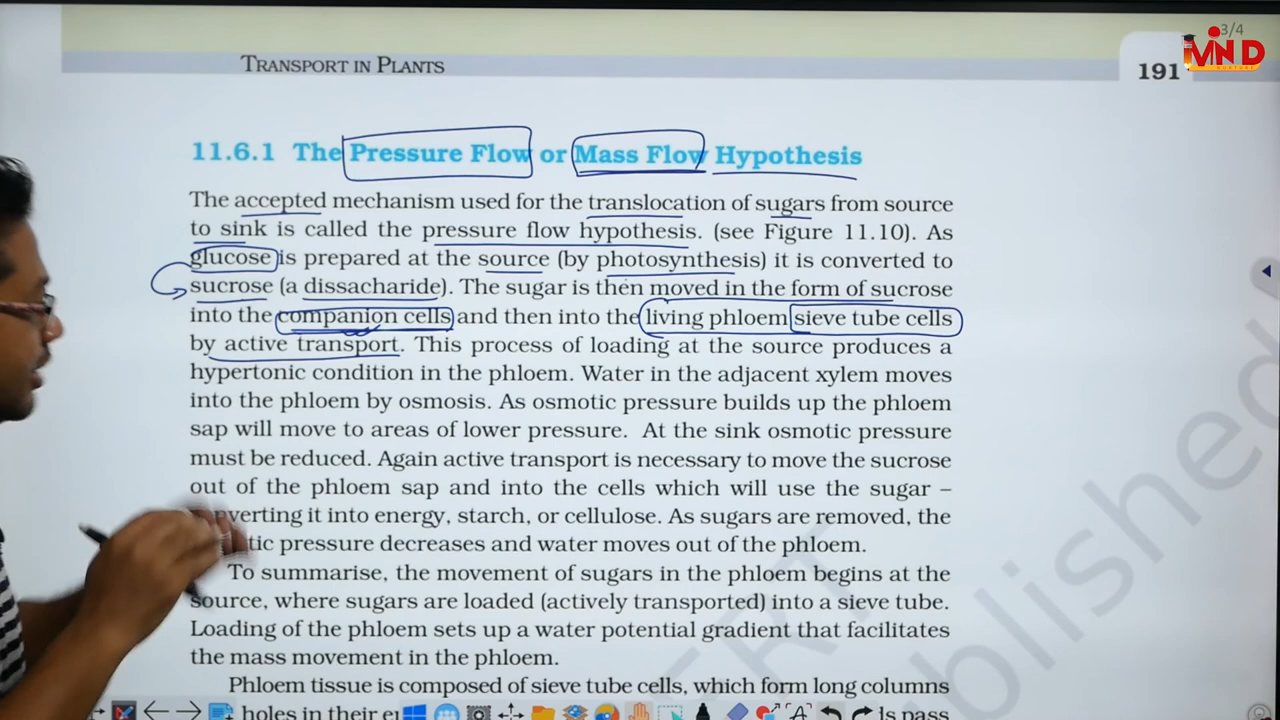 3/4
MIND
TRANSPORT IN PLANTS
191
11.6.1 The Pressure Flow or Mass Flow Hypothesis
The accepted mechanism used for the translocation of sugars from source
to sink is called the pressure flow hypothesis. (see Figure 11.10). As
glucose is prepared at the source (by photosynthesis) it is converted to
sucrose (a dissacharide). The sugar is then moved in the form of sucrose
into the companion cells and then into the living phloem sieve tube cells
by active transport. This process of loading at the source produces a
hypertonic condition in the phloem. Water in the adjacent xylem moves
into the phloem by osmosis. As osmotic pressure builds up the phloem
sap will move to areas of lower pressure. At the sink osmotic pressure
must be reduced. Again active transport is necessary to move the sucrose
out of the phloem sap and into the cells which will use the sugar –
it into energy, starch, or cellulose. As sugars are removed, the
pressure decreases and water moves out of the phloem.
To summarise, the movement of sugars in the phloem begins at the
source, where sugars are loaded (actively transported) into a sieve tube.
Loading of the phloem sets up a water potential gradient that facilitates
the mass movement in the phloem.
Phloem tissue is composed of sieve tube cells, which form long columns
holes in their
pass